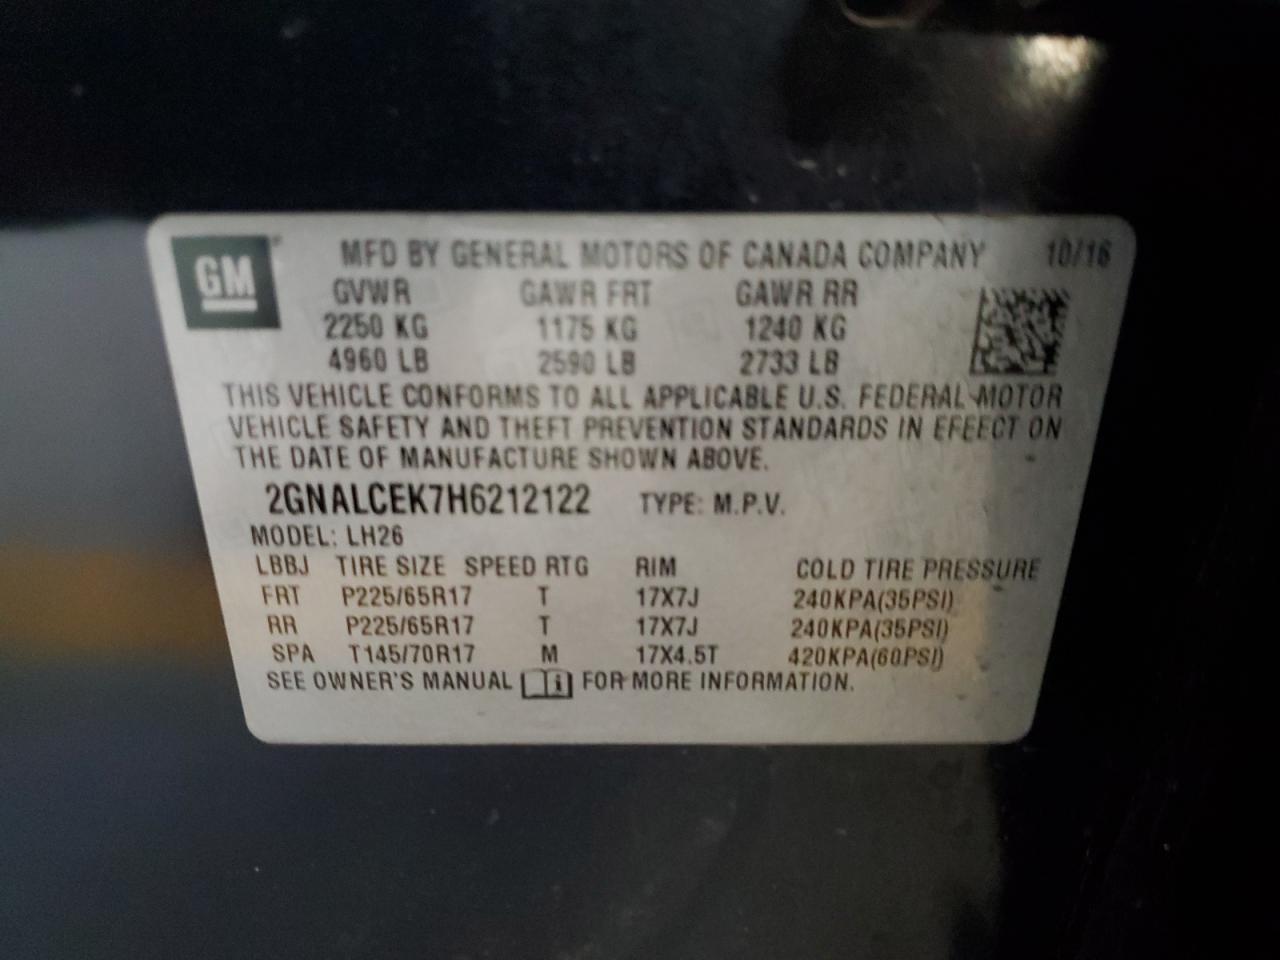 GM
MFD BY GENERAL MOTORS OF CANADA COMPANY 10/16
GVWR GAWR FRT GAWR RR
2250 KG 1175 KG 1240 KG
4960 LB 2590 LB 2733 LB
THIS VEHICLE CONFORMS TO ALL APPLICABLE U.S. FEDERAL MOTOR
VEHICLE SAFETY AND THEFT PREVENTION STANDARDS IN EFFECT ON
THE DATE OF MANUFACTURE SHOWN ABOVE.
2GNALCEK7H6212122 TYPE: M.P.V.
MODEL: LH26
LBBJ TIRE SIZE SPEED RTG RIM COLD TIRE PRESSURE
FRT P225/65R17 T 17X7J 240KPA(35PSI)
RR P225/65R17 T 17X7J 240KPA(35PSI)
SPA T145/70R17 M 17X4.5T 420KPA(60PSI)
SEE OWNER'S MANUAL i FOR MORE INFORMATION.